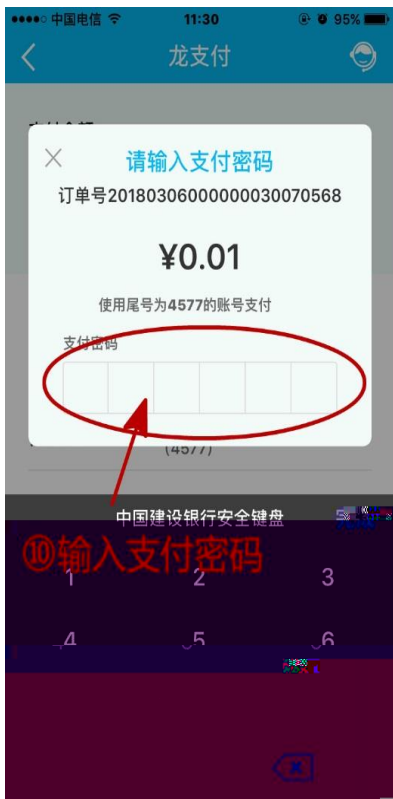 中国电信 11:30 95%
龙支付
请输入支付密码
订单号20180306000000030070568
¥0.01
使用尾号为4577的账号支付
支付密码
(4577)
中国建设银行安全键盘
⑩输入支付密码
1 2 3
4 5 6